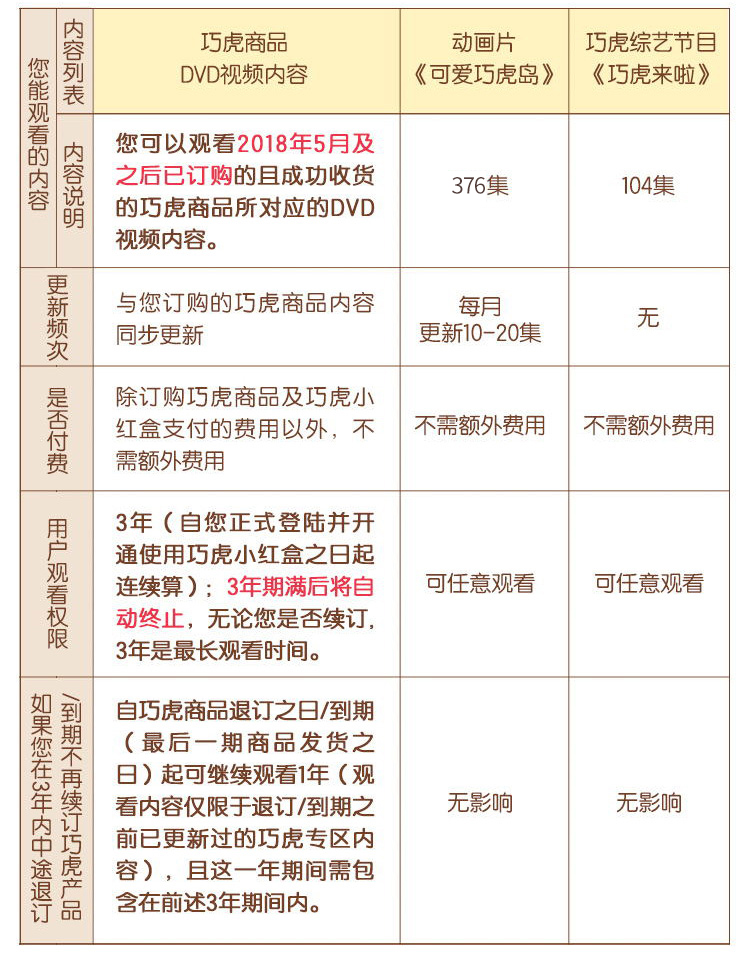 您能观看的内容
内容列表
巧虎商品
DVD视频内容
动画片
《可爱巧虎岛》
巧虎综艺节目
《巧虎来啦》
内容说明
您可以观看2018年5月及
之后已订购的且成功收货
的巧虎商品所对应的DVD
视频内容。
376集
104集
更新频次
与您订购的巧虎商品内容
同步更新
每月
更新10-20集
无
是否付费
除订购巧虎商品及巧虎小
红盒支付的费用以外，不
需额外费用
不需额外费用
不需额外费用
用户观看权限
3年（自您正式登陆并开
通使用巧虎小红盒之日起
连续算）；3年期满后将自
动终止，无论您是否续订，
3年是最长观看时间。
可任意观看
可任意观看
如果您在3年内中途退订
/到期不再续订巧虎产品
自巧虎商品退订之日/到期
（最后一期商品发货之
日）起可继续观看1年（观
看内容仅限于退订/到期之
前已更新过的巧虎专区内
容），且这一年期间需包
含在前述3年期间内。
无影响
无影响